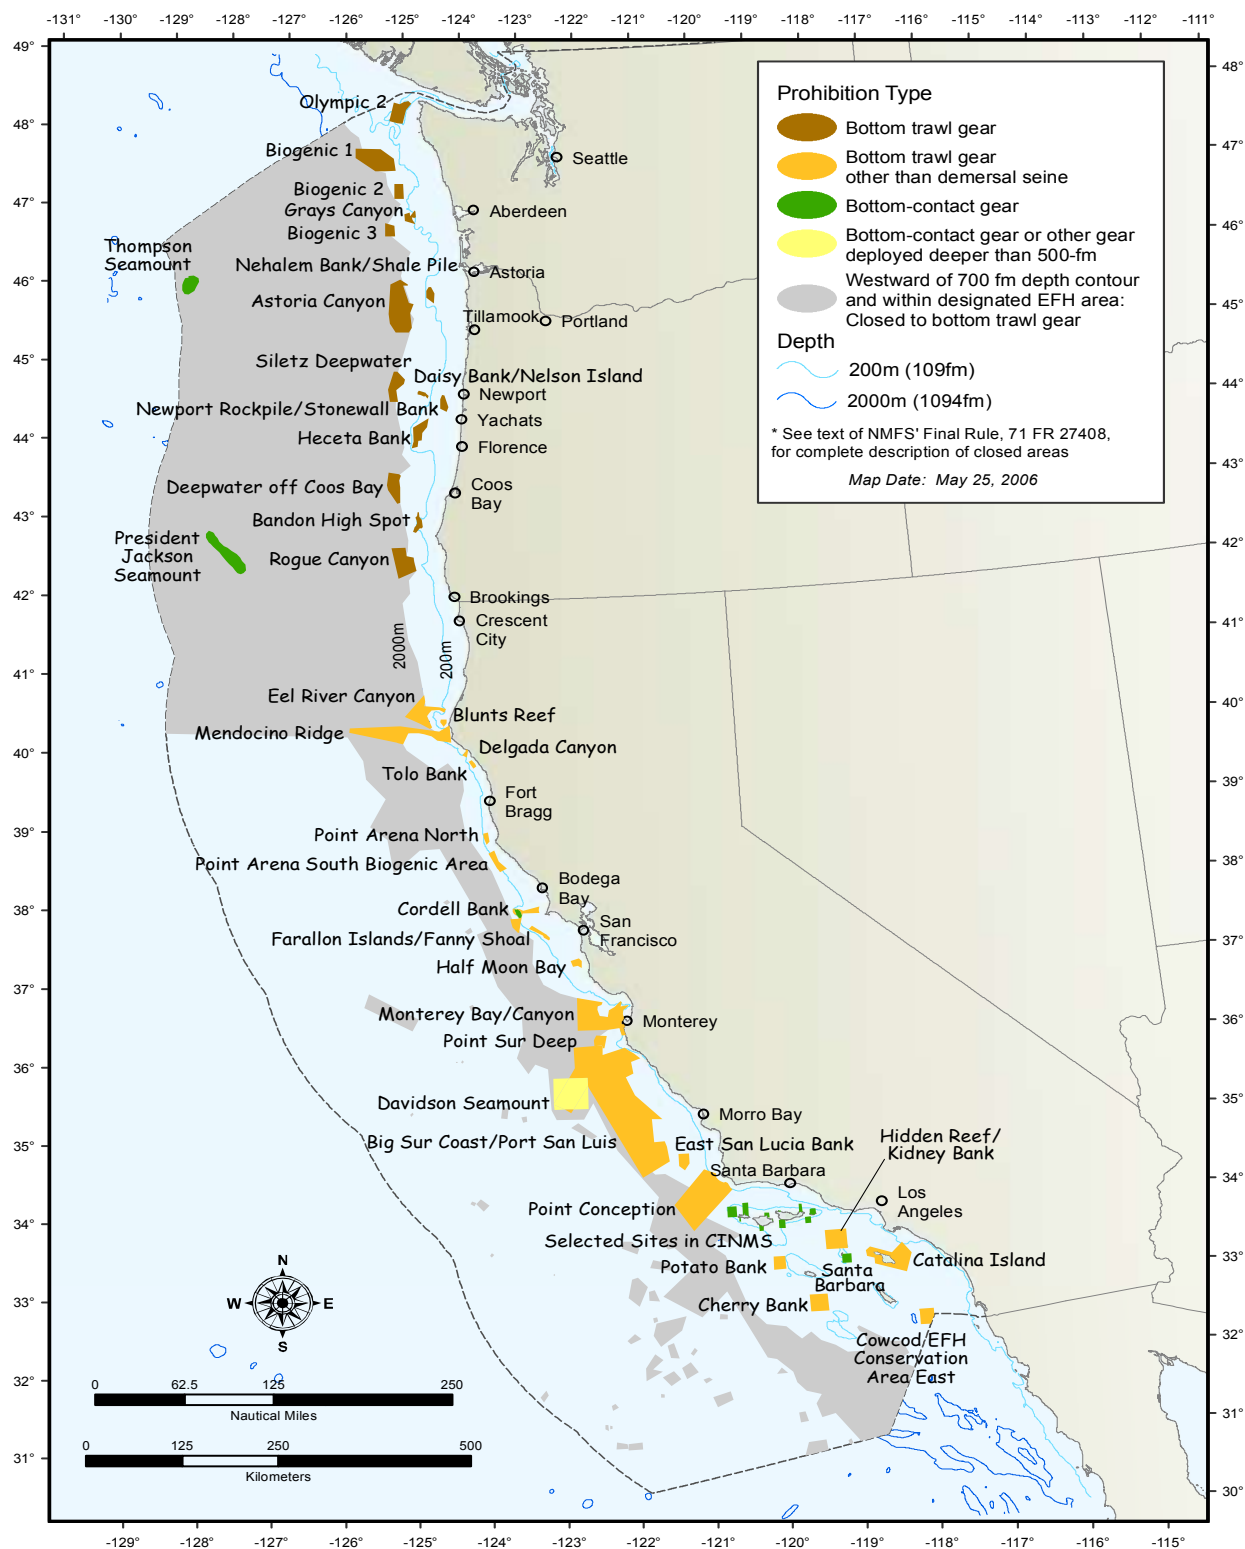 -131° -130° -129° -128° -127° -126° -125° -124° -123° -122° -121° -120° -119° -118° -117° -116° -115° -114° -113° -112° -111°
49°
48°
47°
46°
45°
44°
43°
42°
41°
40°
39°
38°
37°
36°
35°
34°
33°
32°
31°
48°
47°
46°
45°
44°
43°
42°
41°
40°
39°
38°
37°
36°
35°
34°
33°
32°
31°
30°
Prohibition Type
Bottom trawl gear
Bottom trawl gear
other than demersal seine
Bottom-contact gear
Bottom-contact gear or other gear
deployed deeper than 500-fm
Westward of 700 fm depth contour
and within designated EFH area:
Closed to bottom trawl gear
Depth
200m (109fm)
2000m (1094fm)
* See text of NMFS' Final Rule, 71 FR 27408,
for complete description of closed areas
Map Date: May 25, 2006
Olympic 2
Biogenic 1
Seattle
Biogenic 2
Grays Canyon
Aberdeen
Biogenic 3
Thompson
Seamount
Nehalem Bank/Shale Pile
Astoria
Astoria Canyon
Tillamook
Portland
Siletz Deepwater
Daisy Bank/Nelson Island
Newport
Newport Rockpile/Stonewall Bank
Yachats
Heceta Bank
Florence
Deepwater off Coos Bay
Coos
Bay
Bandon High Spot
President
Jackson
Seamount
Rogue Canyon
Brookings
Crescent
City
2000m
200m
Eel River Canyon
Blunts Reef
Mendocino Ridge
Delgada Canyon
Tolo Bank
Fort
Bragg
Point Arena North
Point Arena South Biogenic Area
Bodega
Bay
Cordell Bank
San
Francisco
Farallon Islands/Fanny Shoal
Half Moon Bay
Monterey Bay/Canyon
Monterey
Point Sur Deep
Davidson Seamount
Morro Bay
Big Sur Coast/Port San Luis
East San Lucia Bank
Hidden Reef/
Kidney Bank
Santa Barbara
Los
Angeles
Point Conception
Selected Sites in CINMS
Potato Bank
Santa
Barbara
Catalina Island
Cherry Bank
Cowcod EFH
Conservation
Area East
N
W
E
S
0 62.5 125 250
Nautical Miles
0 125 250 500
Kilometers
-129° -128° -127° -126° -125° -124° -123° -122° -121° -120° -119° -118° -117° -116° -115°